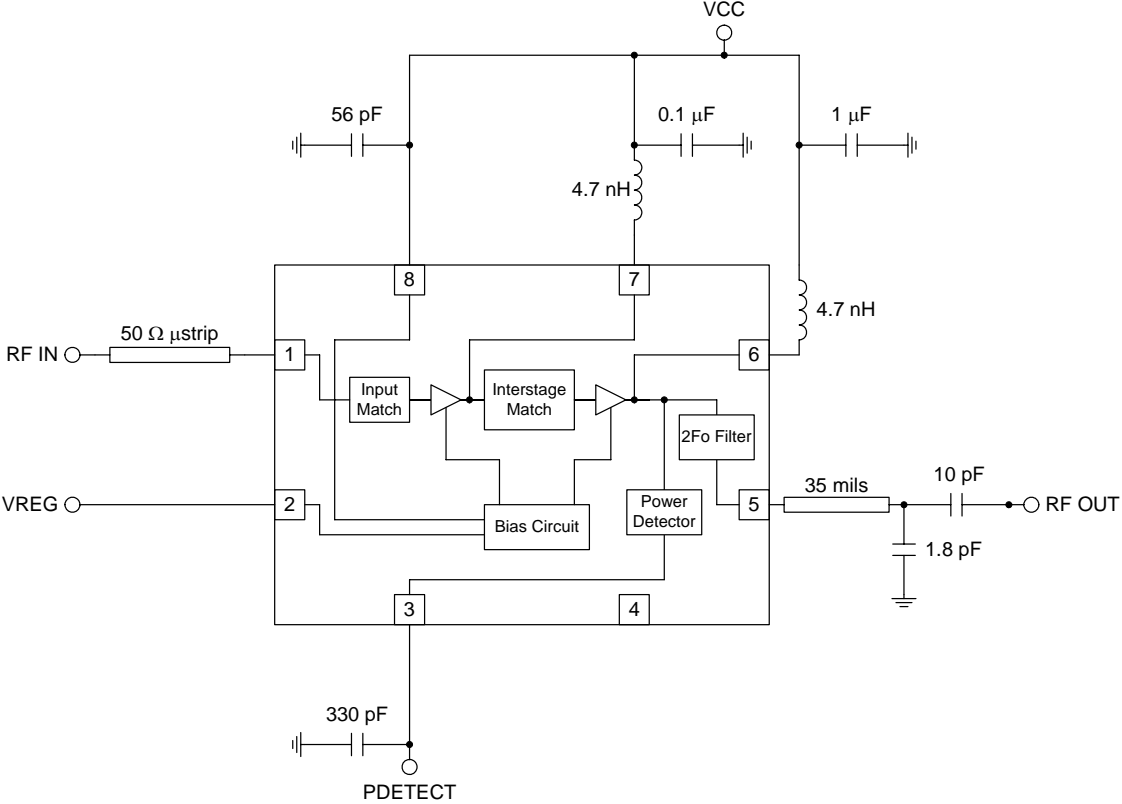 VCC
56 pF
0.1 μF
1 μF
4.7 nH
8
7
4.7 nH
50 Ω μstrip
RF IN
1
6
Input
Match
Interstage
Match
2Fo Filter
VREG
2
Bias Circuit
Power
Detector
5
35 mils
10 pF
RF OUT
1.8 pF
3
4
330 pF
PDETECT